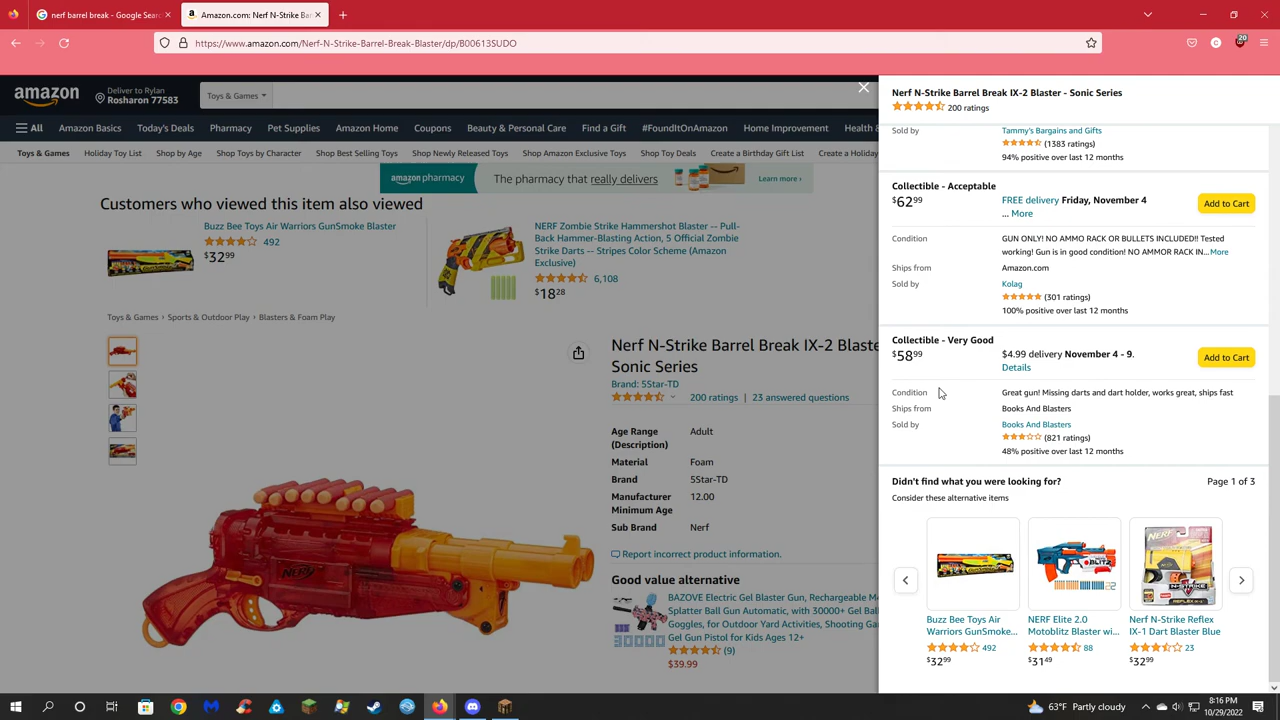 nerf barrel break - Google Sear
Amazon.com: Nerf N-Strike Bar
https://www.amazon.com/Nerf-N-Strike-Barrel-Break-Blaster/dp/B00613SUDO
20
amazon
Deliver to Rylan
Rosharon 77583
Toys & Games
All
Amazon Basics
Today's Deals
Pharmacy
Pet Supplies
Amazon Home
Coupons
Beauty & Personal Care
Find a Gift
#FoundItOnAmazon
Home Improvement
Health &
Toys & Games
Holiday Toy List
Shop by Age
Shop Toys by Character
Shop Best Selling Toys
Shop Newly Released Toys
Shop Amazon Exclusive Toys
Shop Toy Deals
Create a Birthday Gift List
Create a Holiday
amazon pharmacy
The pharmacy that really delivers
Learn more ›
Customers who viewed this item also viewed
Buzz Bee Toys Air Warriors GunSmoke Blaster
492
$32.99
NERF Zombie Strike Hammershot Blaster -- Pull-
Back Hammer-Blasting Action, 5 Official Zombie
Strike Darts -- Stripes Color Scheme (Amazon
Exclusive)
6,108
$18.28
Toys & Games › Sports & Outdoor Play › Blasters & Foam Play
Nerf N-Strike Barrel Break IX-2 Blaste
Sonic Series
Brand: 5Star-TD
200 ratings | 23 answered questions
Age Range
(Description)
Adult
Material
Foam
Brand
5Star-TD
Manufacturer
Minimum Age
12.00
Sub Brand
Nerf
Report incorrect product information.
Good value alternative
BAZOVE Electric Gel Blaster Gun, Rechargeable M
Splatter Ball Gun Automatic, with 30000+ Gel Bal
Goggles, for Outdoor Yard Activities, Shooting Ga
Gel Gun Pistol for Kids Ages 12+
(9)
$39.99
Nerf N-Strike Barrel Break IX-2 Blaster - Sonic Series
200 ratings
Sold by
Tammy's Bargains and Gifts
(1383 ratings)
94% positive over last 12 months
Collectible - Acceptable
$62.99
FREE delivery Friday, November 4
... More
Add to Cart
Condition
GUN ONLY! NO AMMO RACK OR BULLETS INCLUDED!! Tested
working! Gun is in good condition! NO AMMOR RACK IN...More
Ships from
Amazon.com
Sold by
Kolag
(301 ratings)
100% positive over last 12 months
Collectible - Very Good
$58.99
$4.99 delivery November 4 - 9.
Details
Add to Cart
Condition
Great gun! Missing darts and dart holder, works great, ships fast
Ships from
Books And Blasters
Sold by
Books And Blasters
(821 ratings)
48% positive over last 12 months
Didn't find what you were looking for?
Page 1 of 3
Consider these alternative items
Buzz Bee Toys Air
Warriors GunSmoke...
492
$32.99
NERF Elite 2.0
Motoblitz Blaster wi...
88
$31.49
Nerf N-Strike Reflex
IX-1 Dart Blaster Blue
23
$32.99
63°F Partly cloudy
8:16 PM
10/29/2022